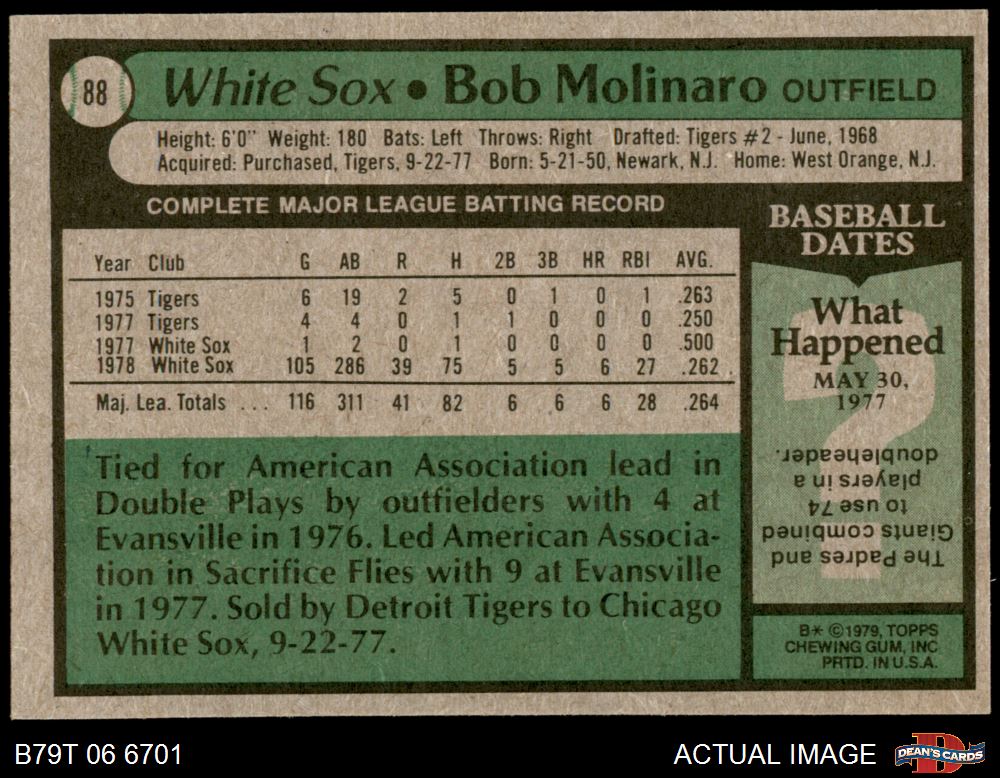 88
White Sox • Bob Molinaro OUTFIELD
Height: 6'0" Weight: 180 Bats: Left Throws: Right Drafted: Tigers #2 - June, 1968
Acquired: Purchased, Tigers, 9-22-77 Born: 5-21-50, Newark, N.J. Home: West Orange, N.J.
COMPLETE MAJOR LEAGUE BATTING RECORD
Year Club G AB R H 2B 3B HR RBI AVG.
1975 Tigers 6 19 2 5 0 1 0 1 .263
1977 Tigers 4 4 0 1 1 0 0 0 .250
1977 White Sox 1 2 0 1 0 0 0 0 .500
1978 White Sox 105 286 39 75 5 5 6 27 .262
Maj. Lea. Totals ... 116 311 41 82 6 6 6 28 .264
Tied for American Association lead in
Double Plays by outfielders with 4 at
Evansville in 1976. Led American Associa-
tion in Sacrifice Flies with 9 at Evansville
in 1977. Sold by Detroit Tigers to Chicago
White Sox, 9-22-77.
BASEBALL
DATES
What
Happened
MAY 30,
1977
?
The Padres and
Giants combined
to use 74
players in a
doubleheader.
B* ©1979, TOPPS
CHEWING GUM, INC
PRTD. IN U.S.A.
B79T 06 6701
ACTUAL IMAGE
DEAN'S CARDS